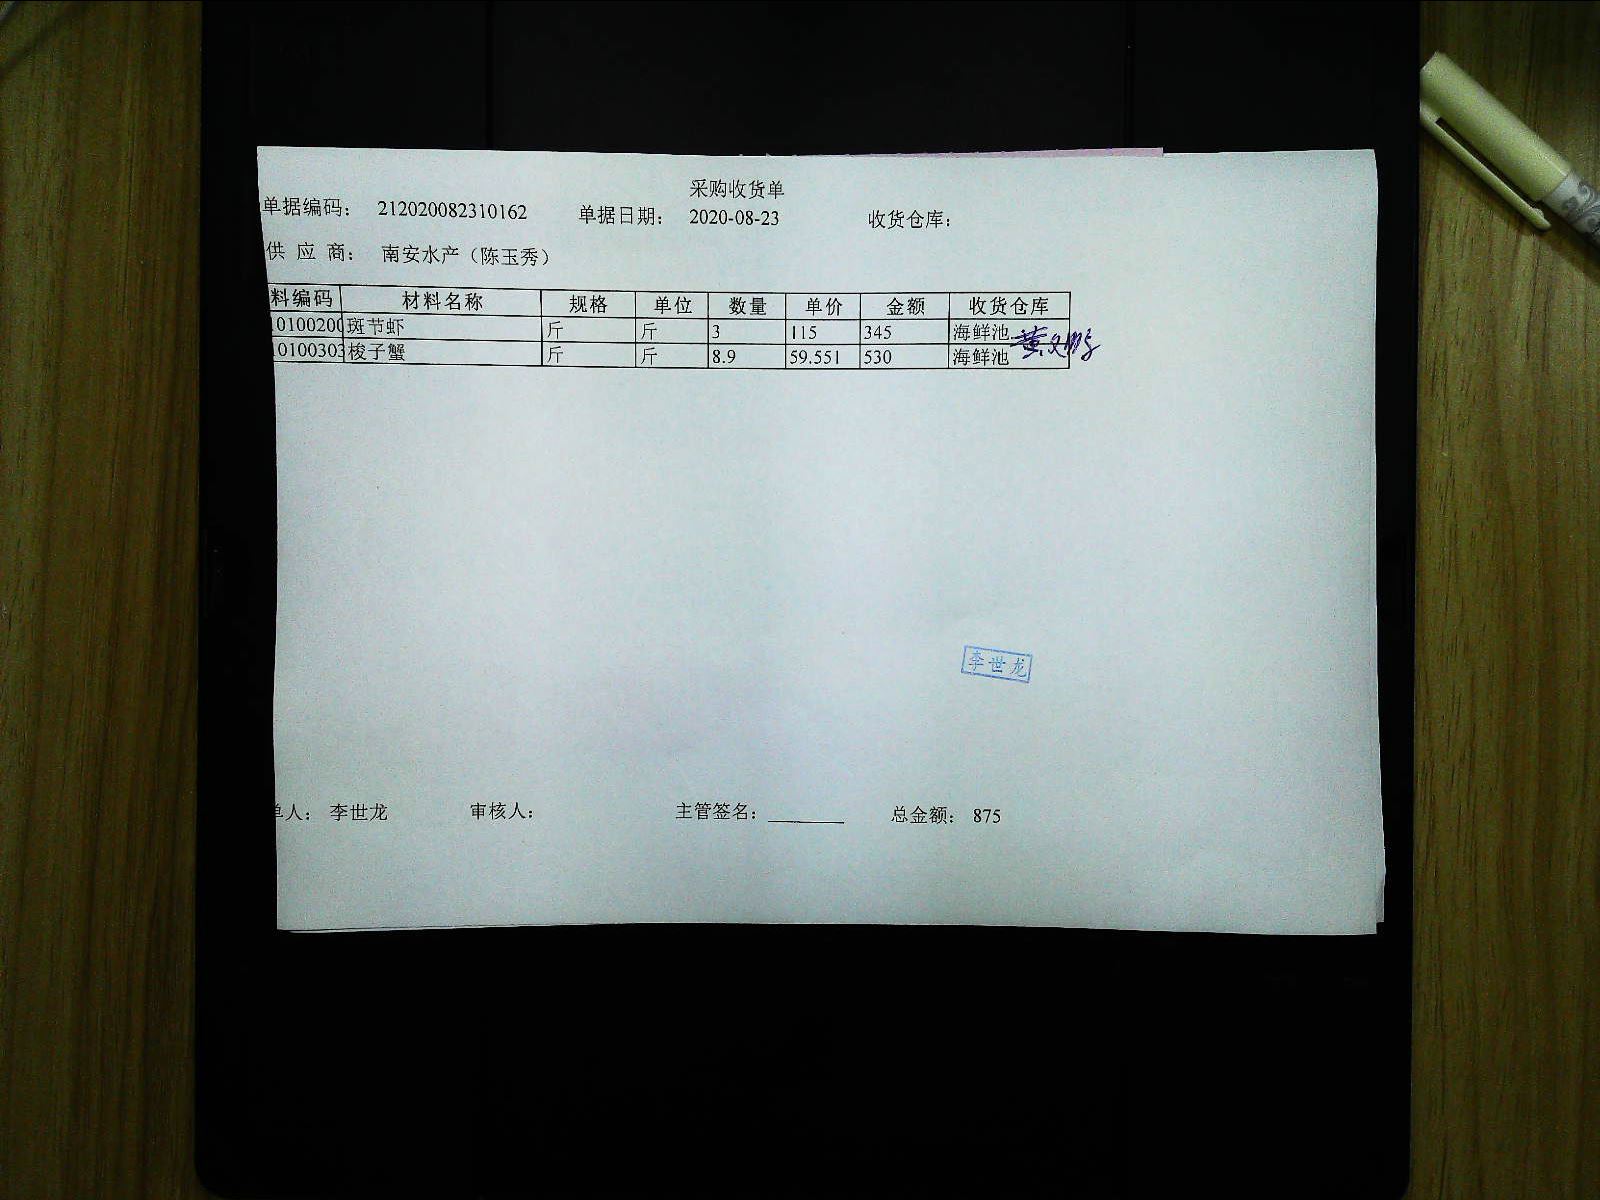 采购收货单
单据编码： 212020082310162 单据日期： 2020-08-23 收货仓库：
供 应 商： 南安水产（陈玉秀）
料编码 材料名称 规格 单位 数量 单价 金额 收货仓库
10100200 斑节虾 斤 斤 3 115 345 海鲜池
10100303 梭子蟹 斤 斤 8.9 59.551 530 海鲜池
李世龙
单人： 李世龙 审核人： 主管签名： 总金额： 875